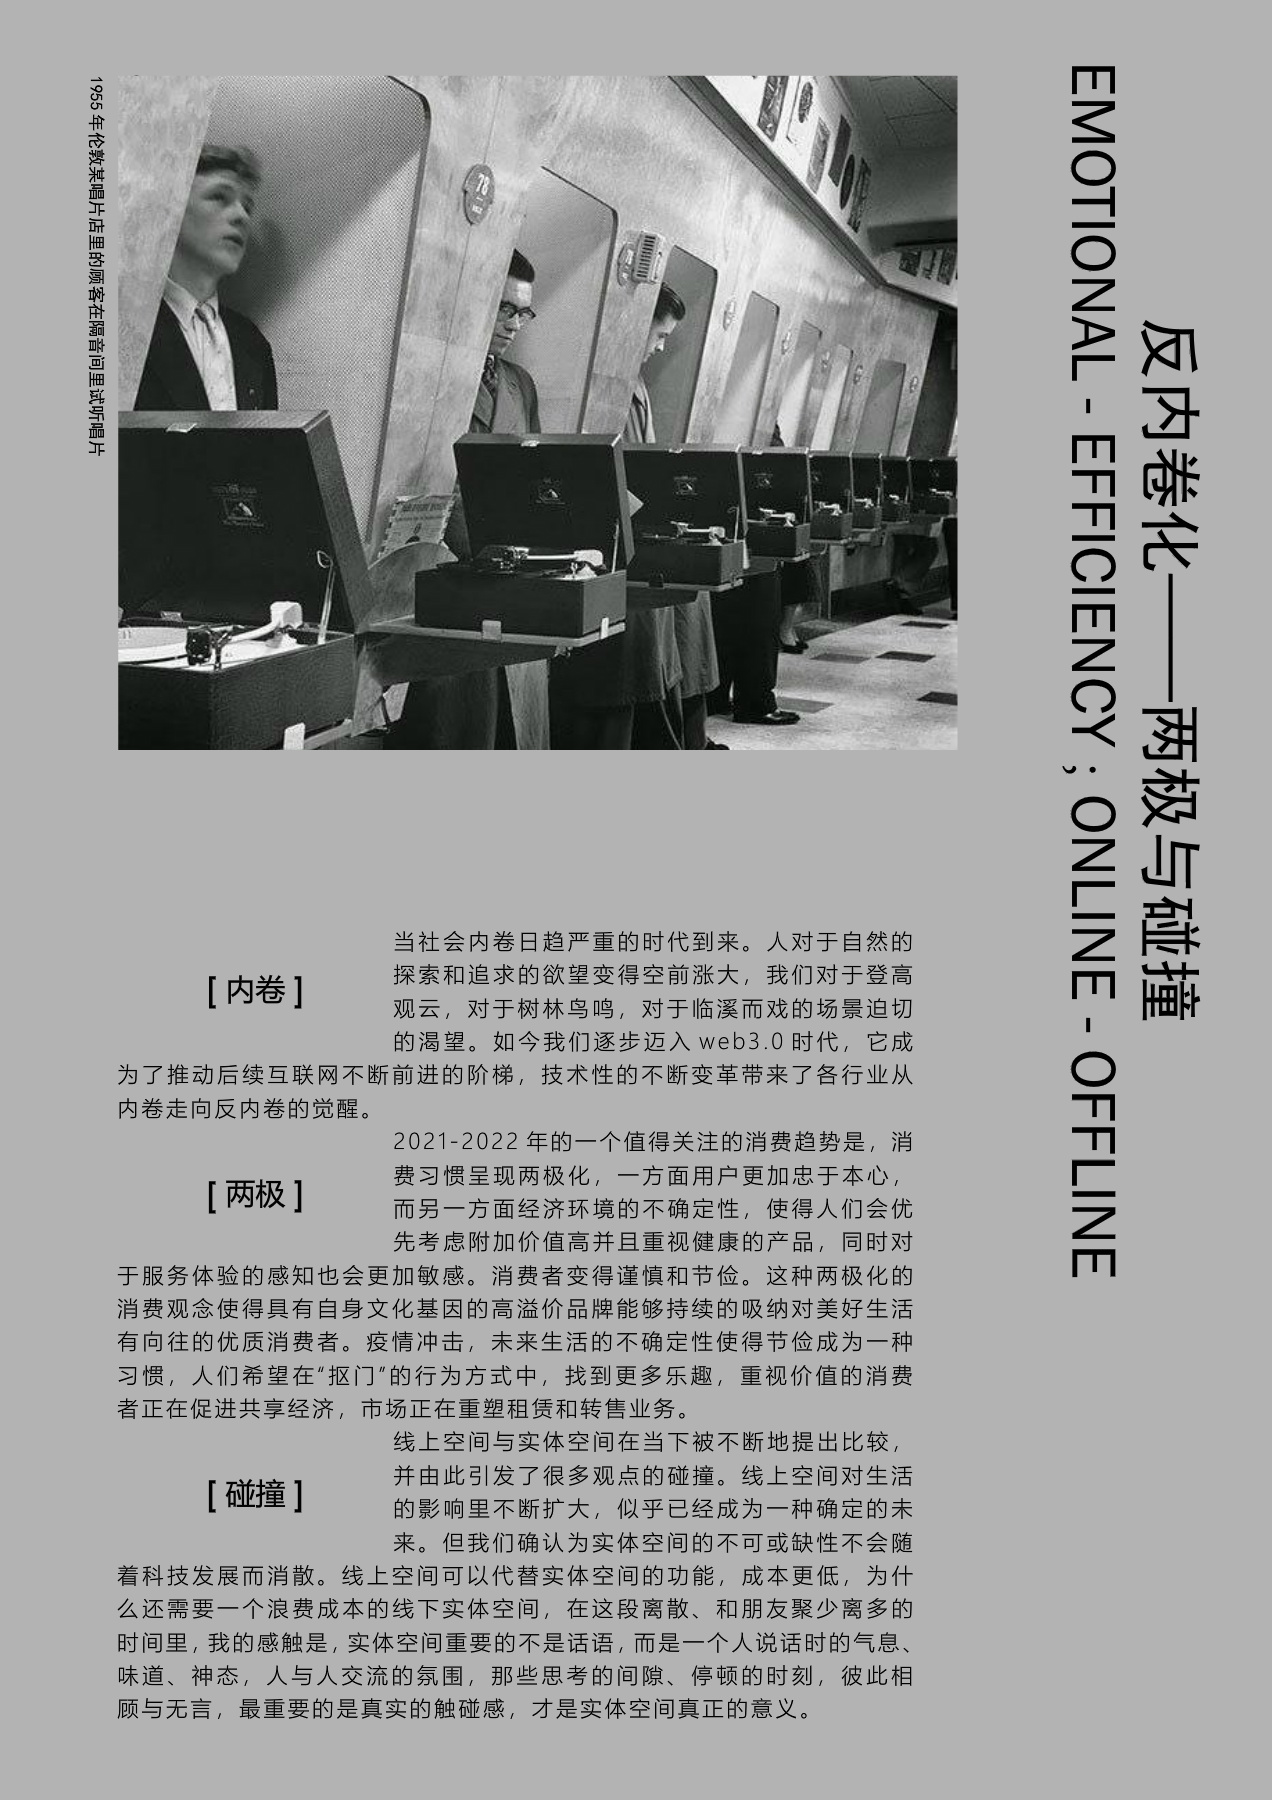 反内卷化——两极与碰撞
EMOTIONAL - EFFICIENCY ; ONLINE - OFFLINE
1955 年伦敦某唱片店里的顾客在隔音间里试听唱片
78
[ 内卷 ]
当社会内卷日趋严重的时代到来。人对于自然的
探索和追求的欲望变得空前涨大，我们对于登高
观云，对于树林鸟鸣，对于临溪而戏的场景迫切
的渴望。如今我们逐步迈入 web3.0 时代，它成
为了推动后续互联网不断前进的阶梯，技术性的不断变革带来了各行业从
内卷走向反内卷的觉醒。
[ 两极 ]
2021-2022 年的一个值得关注的消费趋势是，消
费习惯呈现两极化，一方面用户更加忠于本心，
而另一方面经济环境的不确定性，使得人们会优
先考虑附加价值高并且重视健康的产品，同时对
于服务体验的感知也会更加敏感。消费者变得谨慎和节俭。这种两极化的
消费观念使得具有自身文化基因的高溢价品牌能够持续的吸纳对美好生活
有向往的优质消费者。疫情冲击，未来生活的不确定性使得节俭成为一种
习惯，人们希望在“抠门”的行为方式中，找到更多乐趣，重视价值的消费
者正在促进共享经济，市场正在重塑租赁和转售业务。
[ 碰撞 ]
线上空间与实体空间在当下被不断地提出比较，
并由此引发了很多观点的碰撞。线上空间对生活
的影响里不断扩大，似乎已经成为一种确定的未
来。但我们确认为实体空间的不可或缺性不会随
着科技发展而消散。线上空间可以代替实体空间的功能，成本更低，为什
么还需要一个浪费成本的线下实体空间，在这段离散、和朋友聚少离多的
时间里，我的感触是，实体空间重要的不是话语，而是一个人说话时的气息、
味道、神态，人与人交流的氛围，那些思考的间隙、停顿的时刻，彼此相
顾与无言，最重要的是真实的触碰感，才是实体空间真正的意义。